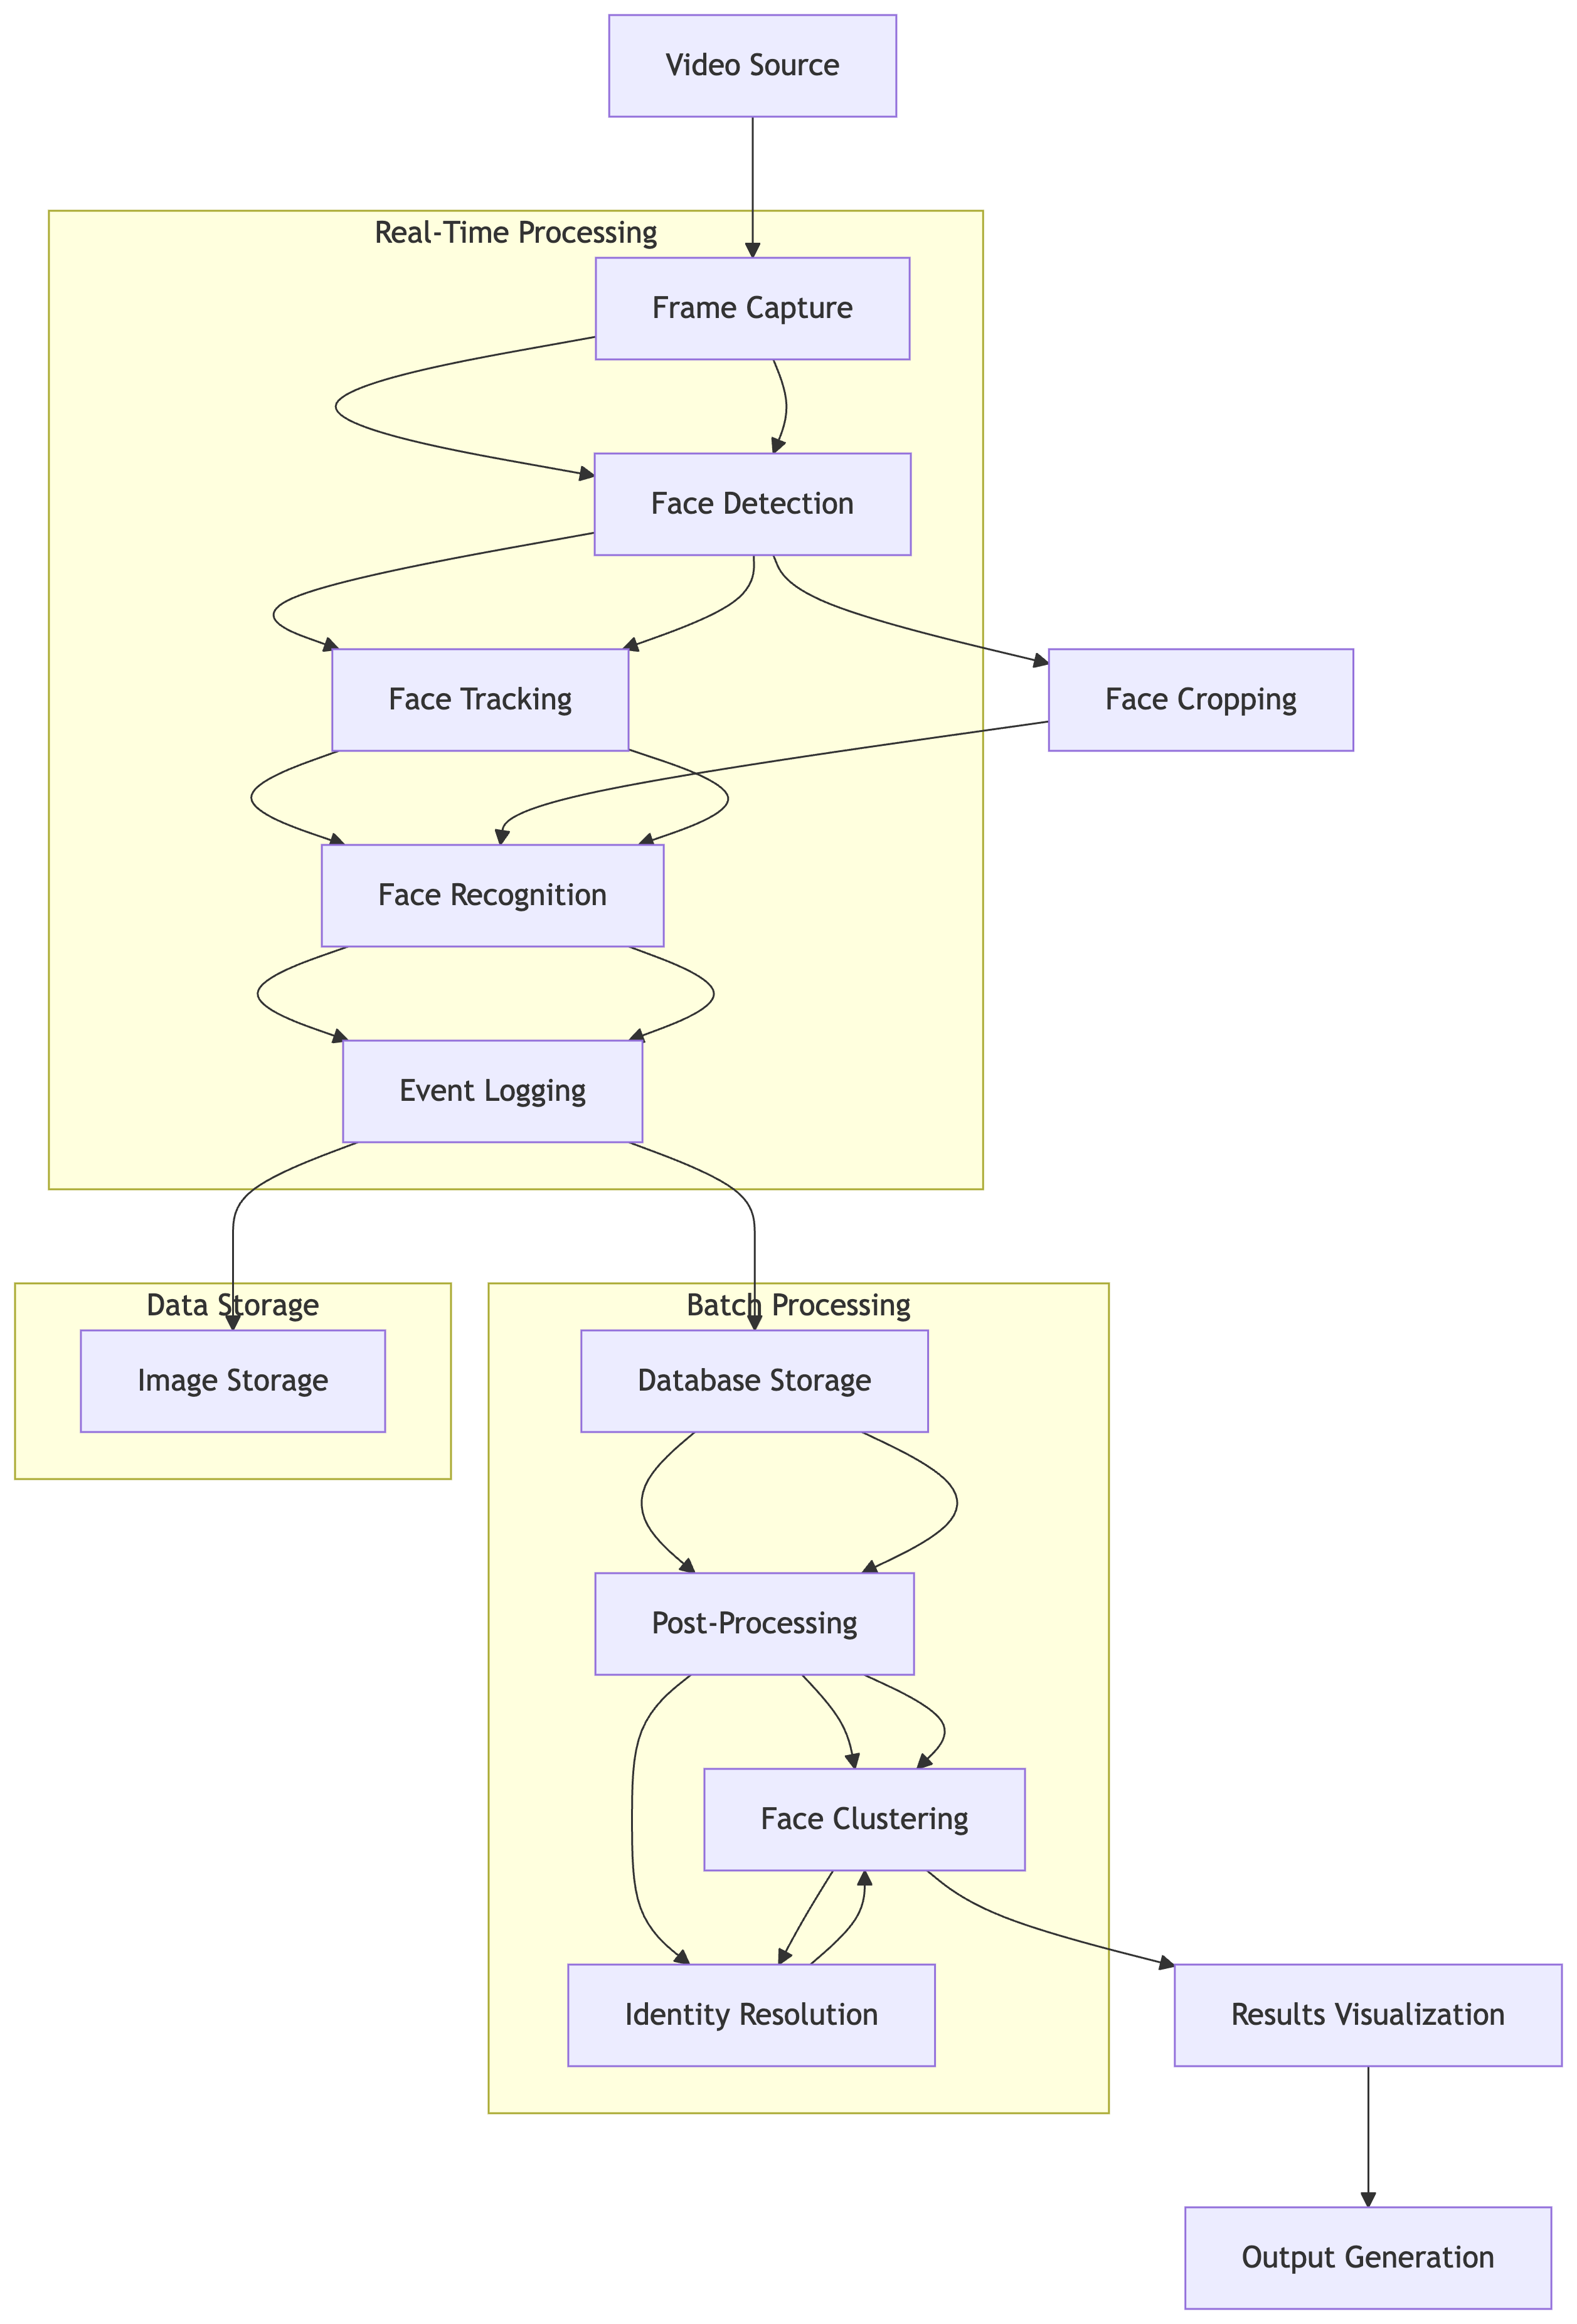 Video Source
Real-Time Processing
Frame Capture
Face Detection
Face Tracking
Face Cropping
Face Recognition
Event Logging
Data Storage
Batch Processing
Image Storage
Database Storage
Post-Processing
Face Clustering
Identity Resolution
Results Visualization
Output Generation